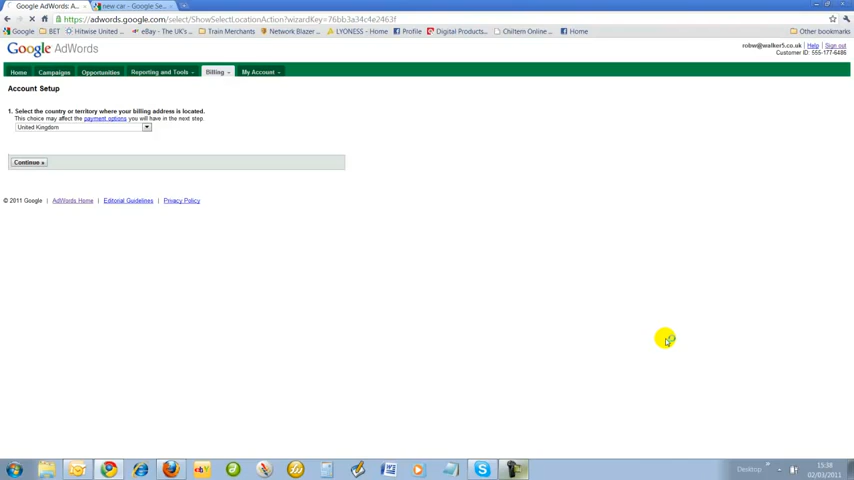 Google AdWords: A...
new car - Google Se...
https://adwords.google.com/select/ShowSelectLocationAction?wizardKey=76bb3a34c4e2463f
Google
BET
Hitwise United ...
eBay - The UK's ...
Train Merchants
Network Blazer ...
LYONESS - Home
Profile
Digital Products...
OsItem Online ...
Home
Other bookmarks
Google AdWords
robw@walker5.co.uk | Help | Sign out
Customer ID: 555-177-6486
Home
Campaigns
Opportunities
Reporting and Tools
Billing
My Account
Account Setup
1. Select the country or territory where your billing address is located.
This choice may affect the payment options you will have in the next step.
United Kingdom
Continue »
© 2011 Google | AdWords Home | Editorial Guidelines | Privacy Policy
Desktop
15:38
02/03/2011